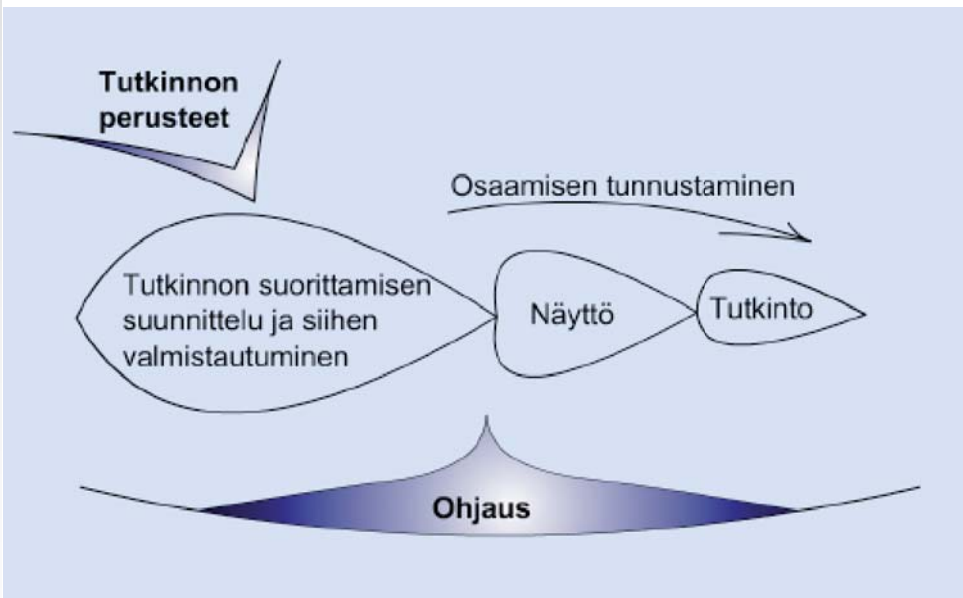 Tutkinnon
perusteet
Osaamisen tunnustaminen
Tutkinnon suorittamisen
suunnittelu ja siihen
valmistautuminen
Näyttö
Tutkinto
Ohjaus